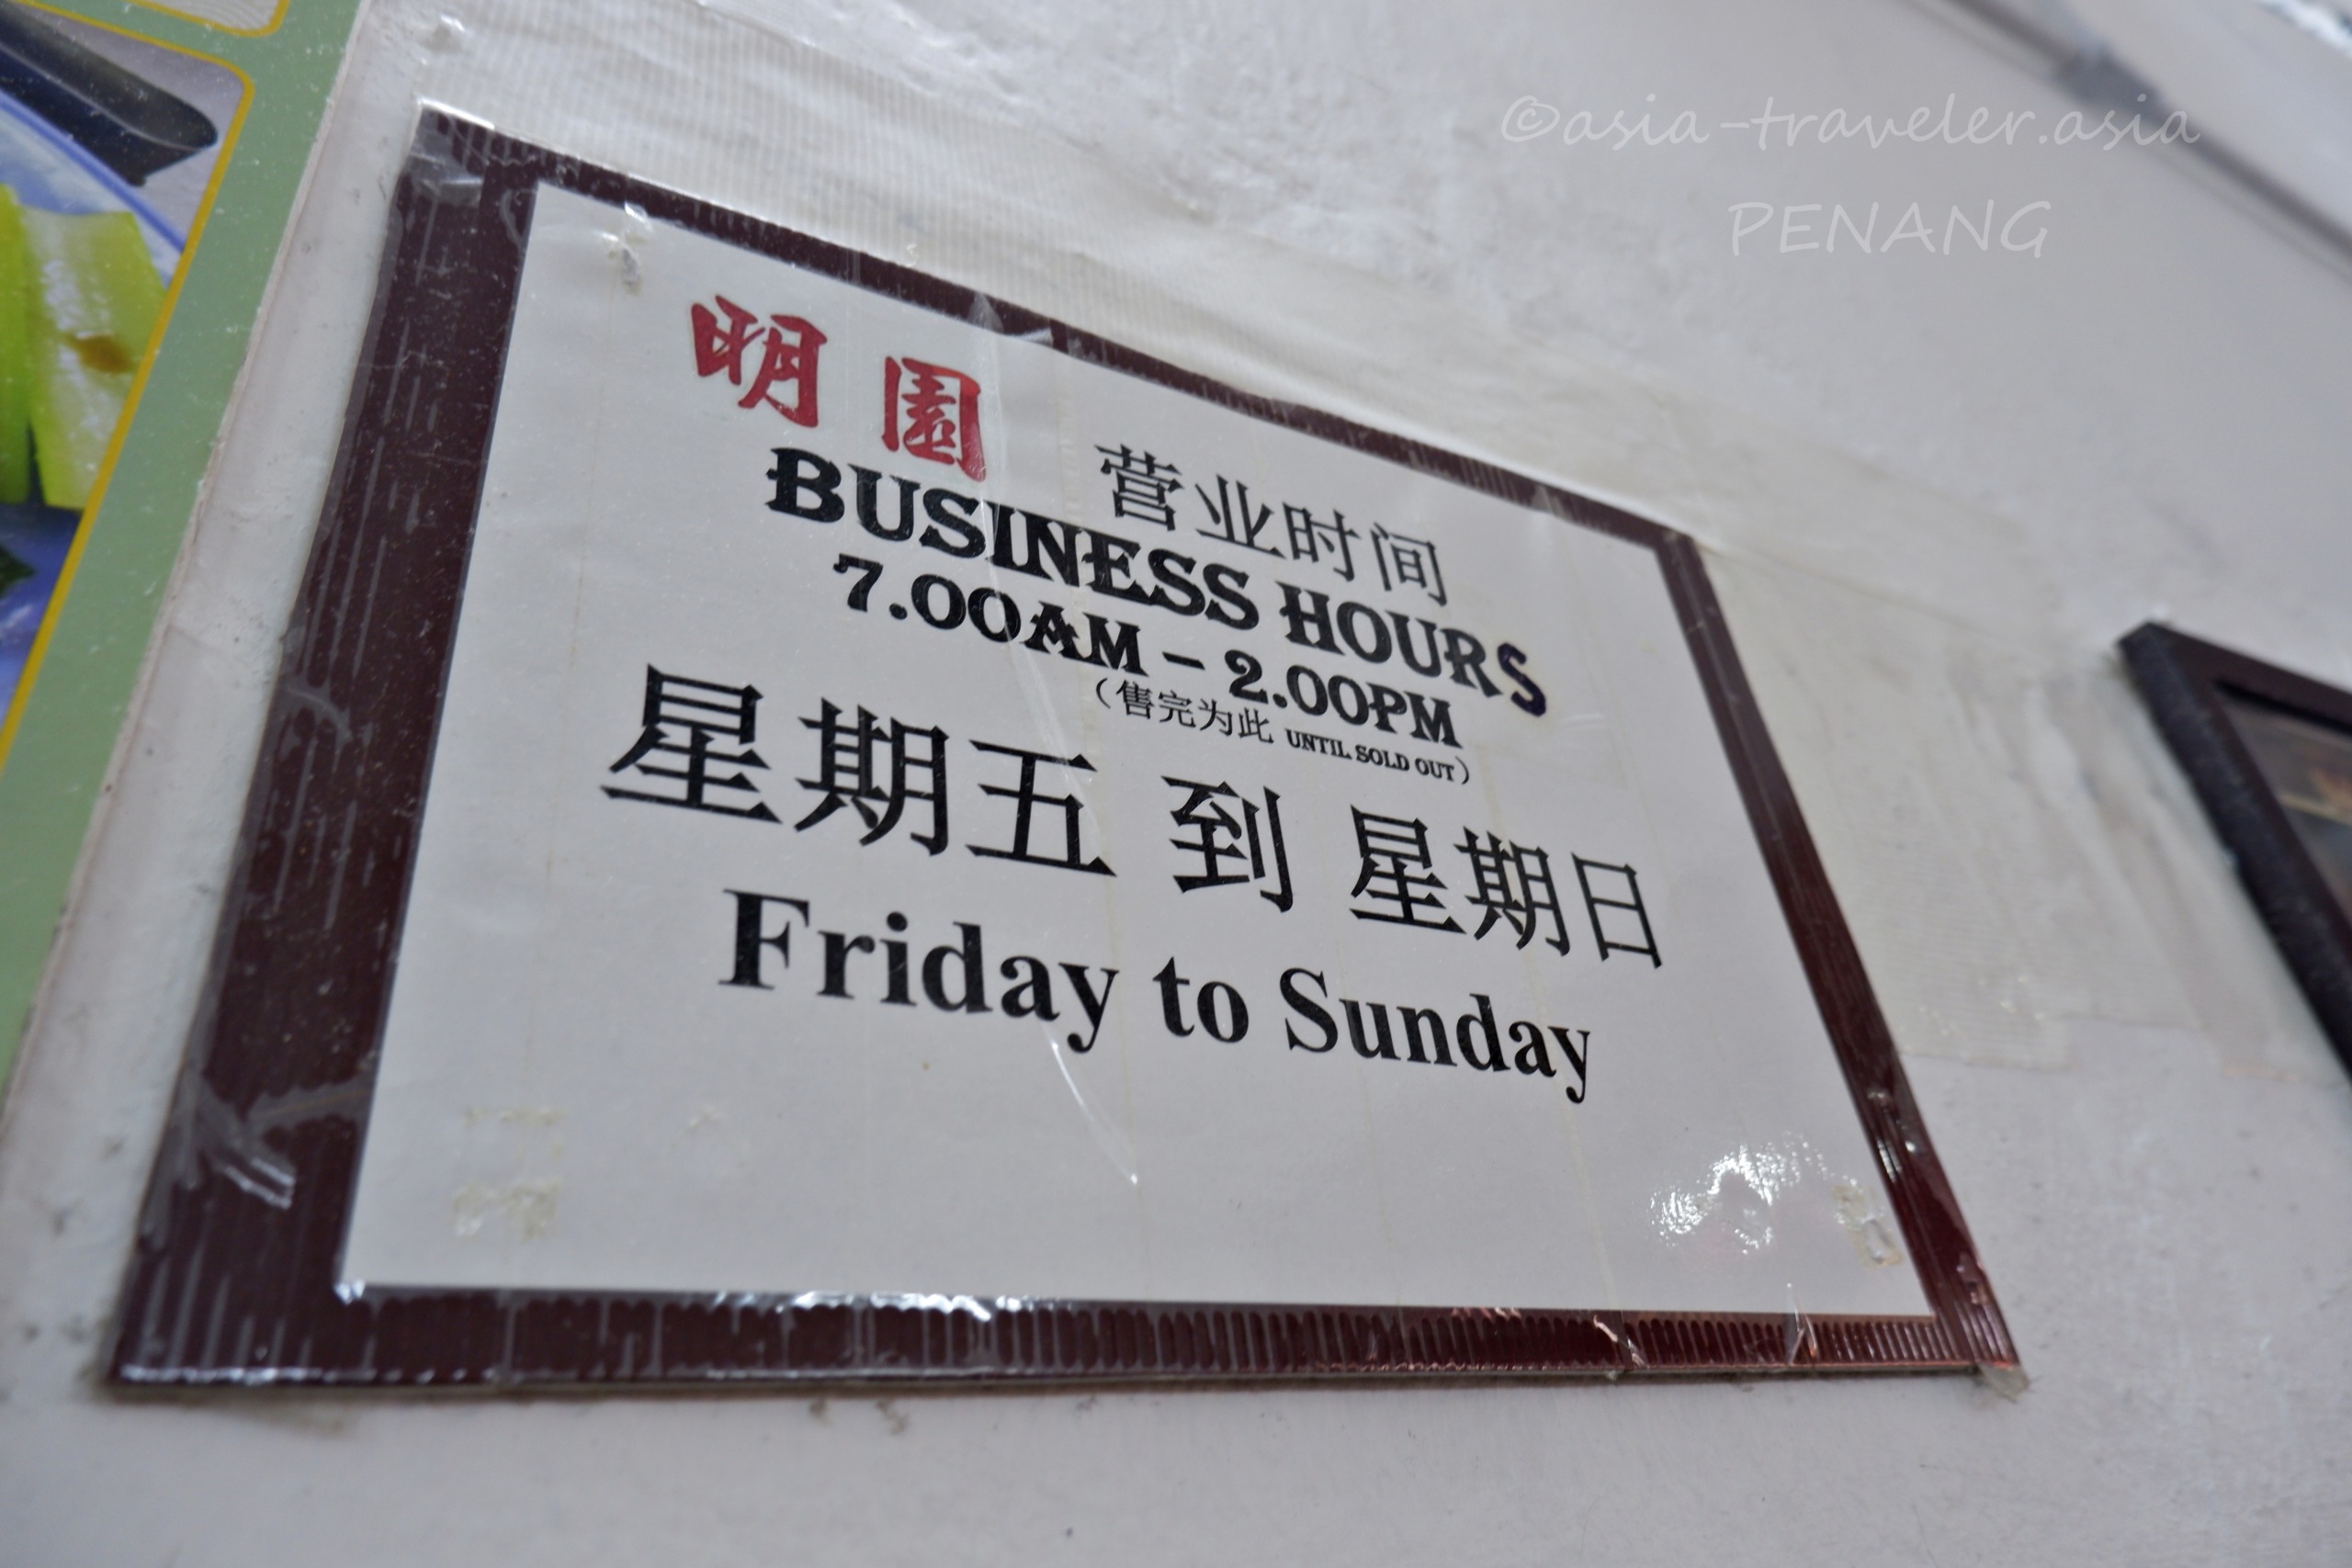 ©asia-traveler.asia
PENANG
明園 营业时间
BUSINESS HOURS
7.00AM – 2.00PM
（售完为此 UNTIL SOLD OUT）
星期五 到 星期日
Friday to Sunday